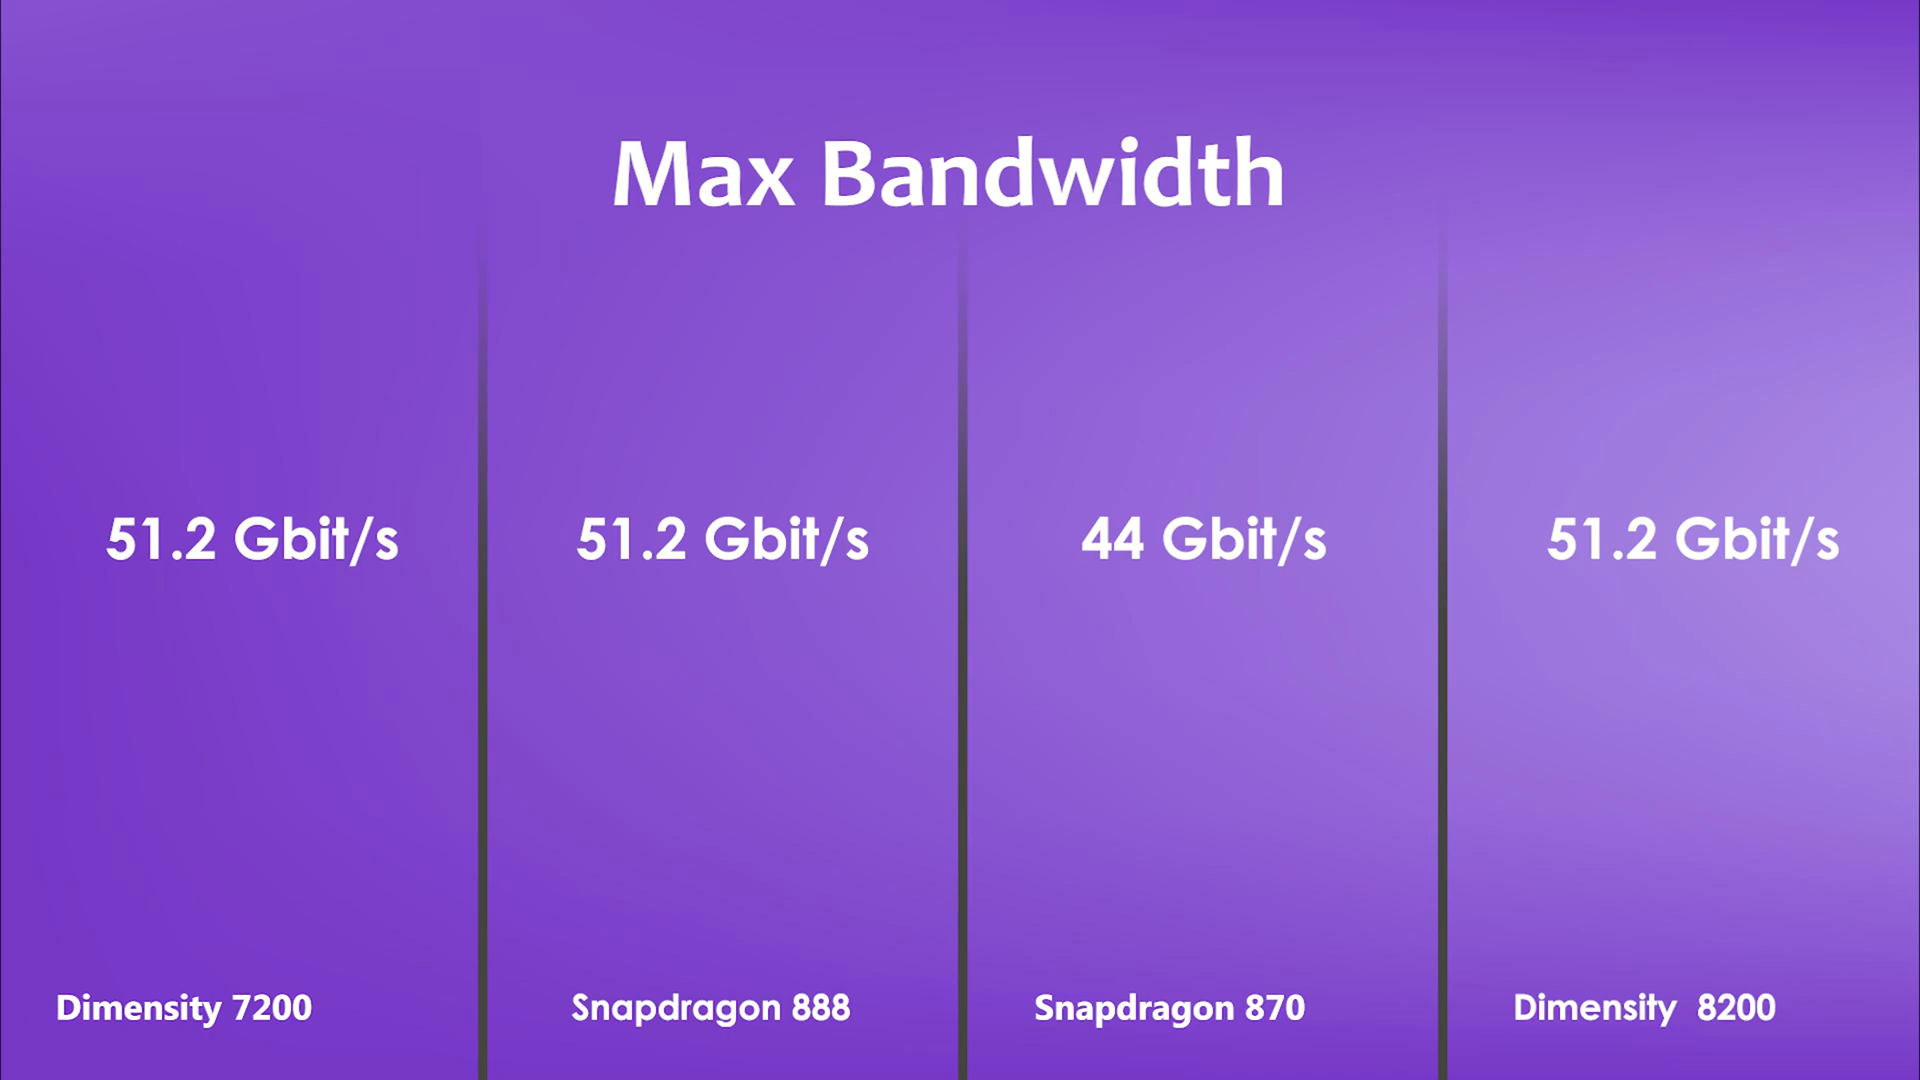 Max Bandwidth
51.2 Gbit/s
51.2 Gbit/s
44 Gbit/s
51.2 Gbit/s
Dimensity 7200
Snapdragon 888
Snapdragon 870
Dimensity 8200